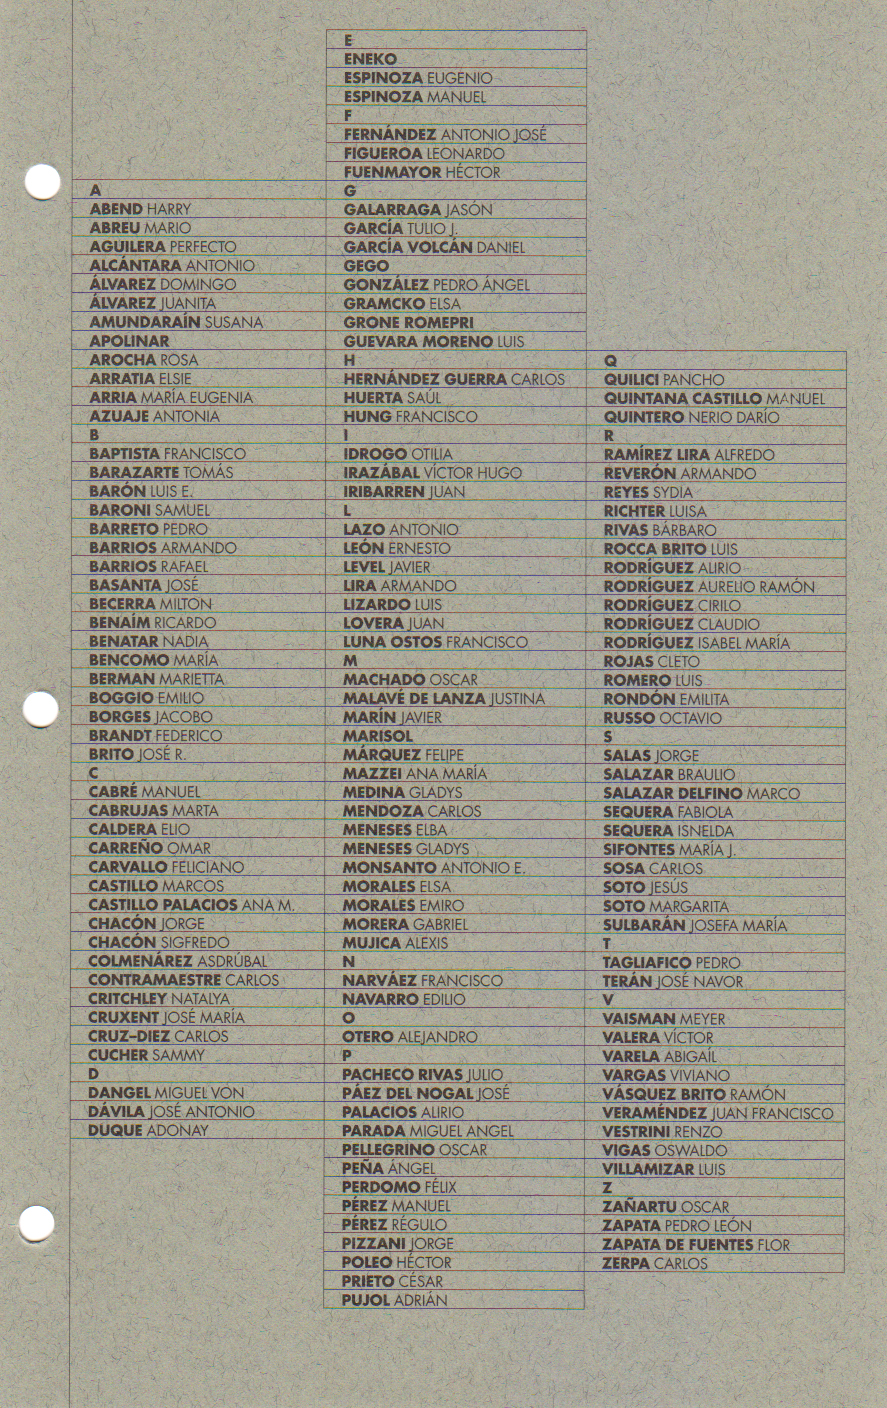 A
ABEND HARRY
ABREU MARIO
AGUILERA PERFECTO
ALCÁNTARA ANTONIO
ÁLVAREZ DOMINGO
ÁLVAREZ JUANITA
AMUNDARAÍN SUSANA
APOLINAR
AROCHA ROSA
ARRATIA ELSIE
ARRIA MARÍA EUGENIA
AZUAJE ANTONIA
B
BAPTISTA FRANCISCO
BARAZARTE TOMÁS
BARÓN LUIS E.
BARONI SAMUEL
BARRETO PEDRO
BARRIOS ARMANDO
BARRIOS RAFAEL
BASANTA JOSÉ
BECERRA MILTON
BENAÍM RICARDO
BENATAR NADIA
BENCOMO MARÍA
BERMAN MARIETTA
BOGGIO EMILIO
BORGES JACOBO
BRANDT FEDERICO
BRITO JOSÉ R.
C
CABRÉ MANUEL
CABRUJAS MARTA
CALDERA ELIO
CARREÑO OMAR
CARVALLO FELICIANO
CASTILLO MARCOS
CASTILLO PALACIOS ANA M.
CHACÓN JORGE
CHACÓN SIGFREDO
COLMENÁREZ ASDRÚBAL
CONTRAMAESTRE CARLOS
CRITCHLEY NATALYA
CRUXENT JOSÉ MARÍA
CRUZ–DIEZ CARLOS
CUCHER SAMMY
D
DANGEL MIGUEL VON
DÁVILA JOSÉ ANTONIO
DUQUE ADONAY
E
ENEKO
ESPINOZA EUGENIO
ESPINOZA MANUEL
F
FERNÁNDEZ ANTONIO JOSÉ
FIGUEROA LEONARDO
FUENMAYOR HÉCTOR
G
GALARRAGA JASÓN
GARCÍA TULIO J.
GARCÍA VOLCÁN DANIEL
GEGO
GONZÁLEZ PEDRO ÁNGEL
GRAMCKO ELSA
GRONE ROMEPRI
GUEVARA MORENO LUIS
H
HERNÁNDEZ GUERRA CARLOS
HUERTA SAÚL
HUNG FRANCISCO
I
IDROGO OTILIA
IRAZÁBAL VÍCTOR HUGO
IRIBARREN JUAN
L
LAZO ANTONIO
LEÓN ERNESTO
LEVEL JAVIER
LIRA ARMANDO
LIZARDO LUIS
LOVERA JUAN
LUNA OSTOS FRANCISCO
M
MACHADO OSCAR
MALAVÉ DE LANZA JUSTINA
MARÍN JAVIER
MARISOL
MÁRQUEZ FELIPE
MAZZEI ANA MARÍA
MEDINA GLADYS
MENDOZA CARLOS
MENESES ELBA
MENESES GLADYS
MONSANTO ANTONIO E.
MORALES ELSA
MORALES EMIRO
MORERA GABRIEL
MUJICA ALEXIS
N
NARVÁEZ FRANCISCO
NAVARRO EDILIO
O
OTERO ALEJANDRO
P
PACHECO RIVAS JULIO
PÁEZ DEL NOGAL JOSÉ
PALACIOS ALIRIO
PARADA MIGUEL ANGEL
PELLEGRINO OSCAR
PEÑA ÁNGEL
PERDOMO FÉLIX
PÉREZ MANUEL
PÉREZ RÉGULO
PIZZANI JORGE
POLEO HÉCTOR
PRIETO CÉSAR
PUJOL ADRIÁN
Q
QUILICI PANCHO
QUINTANA CASTILLO MANUEL
QUINTERO NERIO DARÍO
R
RAMÍREZ LIRA ALFREDO
REVERÓN ARMANDO
REYES SYDIA
RICHTER LUISA
RIVAS BÁRBARO
ROCCA BRITO LUIS
RODRÍGUEZ ALIRIO
RODRÍGUEZ AURELIO RAMÓN
RODRÍGUEZ CIRILO
RODRÍGUEZ CLAUDIO
RODRÍGUEZ ISABEL MARÍA
ROJAS CLETO
ROMERO LUIS
RONDÓN EMILITA
RUSSO OCTAVIO
S
SALAS JORGE
SALAZAR BRAULIO
SALAZAR DELFINO MARCO
SEQUERA FABIOLA
SEQUERA ISNELDA
SIFONTES MARÍA J.
SOSA CARLOS
SOTO JESÚS
SOTO MARGARITA
SULBARÁN JOSEFA MARÍA
T
TAGLIAFICO PEDRO
TERÁN JOSÉ NAVOR
V
VAISMAN MEYER
VALERA VÍCTOR
VARELA ABIGAÍL
VARGAS VIVIANO
VÁSQUEZ BRITO RAMÓN
VERAMÉNDEZ JUAN FRANCISCO
VESTRINI RENZO
VIGAS OSWALDO
VILLAMIZAR LUIS
Z
ZAÑARTU OSCAR
ZAPATA PEDRO LEÓN
ZAPATA DE FUENTES FLOR
ZERPA CARLOS